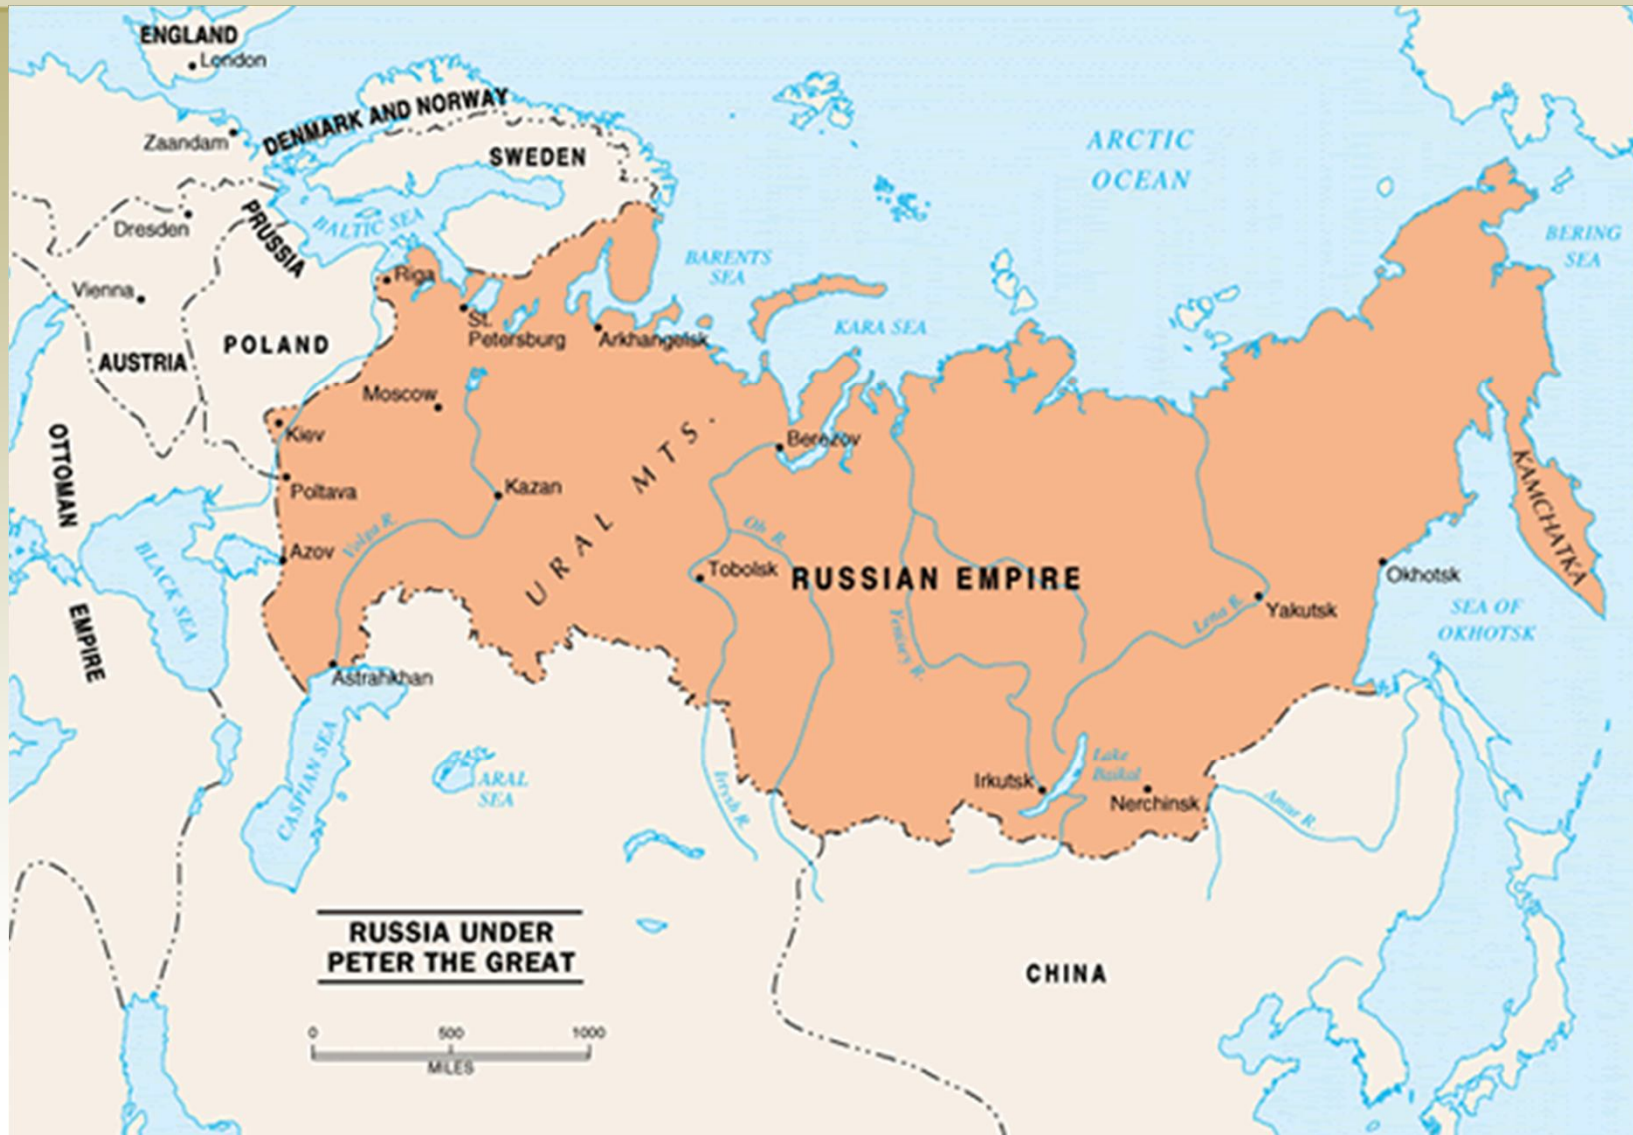 ENGLAND
London
DENMARK AND NORWAY
Zaandam
SWEDEN
ARCTIC
OCEAN
Dresden
PRUSSIA
BALTIC SEA
BERING
SEA
BARENTS
SEA
Riga
Vienna
St.
Petersburg
Arkhangelsk
KARA SEA
POLAND
AUSTRIA
Moscow
Kiev
URAL MTS.
Berezov
OTTOMAN
EMPIRE
Poltava
Kazan
KAMCHATKA
Volga R.
Ob R.
BLACK SEA
Azov
Tobolsk
RUSSIAN EMPIRE
Okhotsk
Yenisey R.
Lena R.
Yakutsk
SEA OF
OKHOTSK
Astrahkhan
CASPIAN SEA
ARAL
SEA
Irtysh R.
Irkutsk
Lake
Baikal
Nerchinsk
Amur R.
RUSSIA UNDER
PETER THE GREAT
CHINA
0 500 1000
MILES